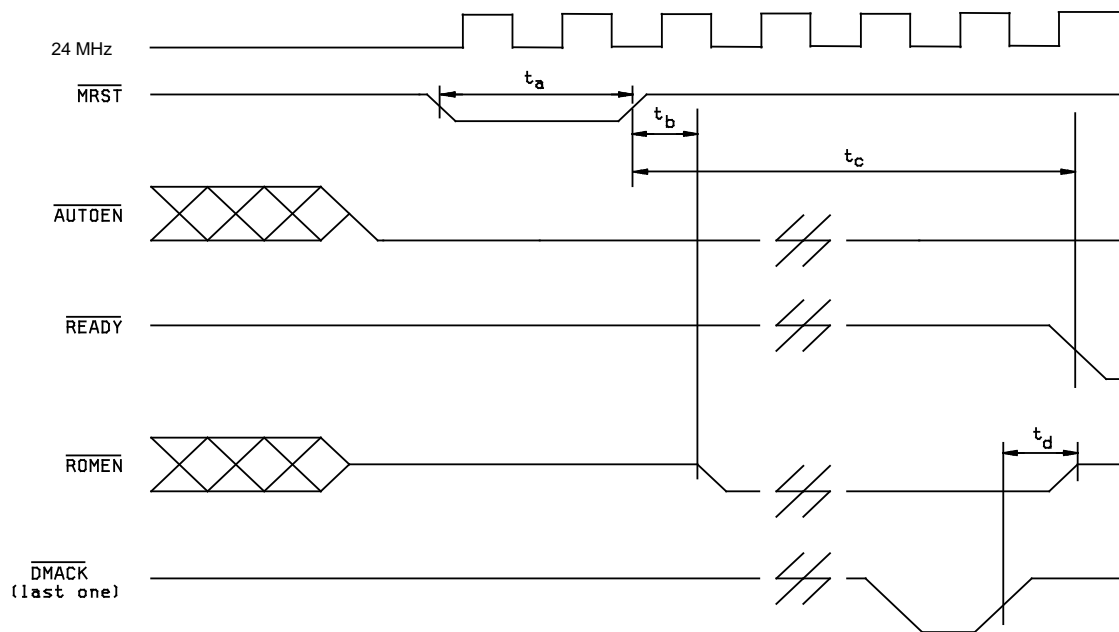 24 MHz
MRST
ta
tb
tc
AUTOEN
READY
ROMEN
td
DMACK
(last one)